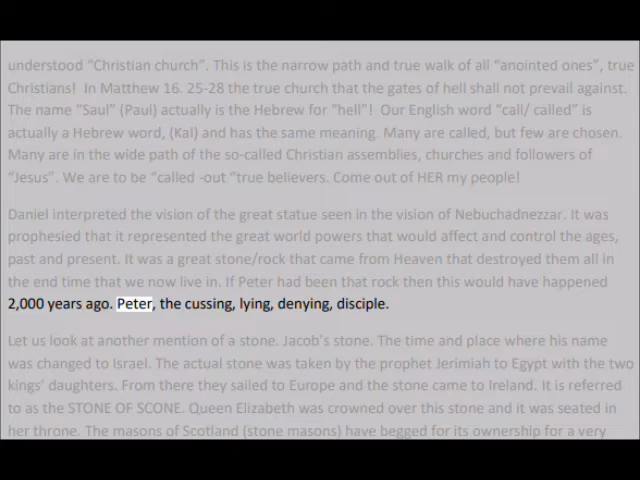 understood “Christian church”. This is the narrow path and true walk of all “anointed ones”, true
Christians!  In Matthew 16. 25-28 the true church that the gates of hell shall not prevail against.
The name “Saul” (Paul) actually is the Hebrew for “hell”!  Our English word “call/ called” is
actually a Hebrew word, (Kal) and has the same meaning. Many are called, but few are chosen.
Many are in the wide path of the so-called Christian assemblies, churches and followers of
“Jesus”. We are to be “called -out “true believers. Come out of HER my people!
Daniel interpreted the vision of the great statue seen in the vision of Nebuchadnezzar. It was
prophesied that it represented the great world powers that would affect and control the ages,
past and present. It was a great stone/rock that came from Heaven that destroyed them all in
the end time that we now live in. If Peter had been that rock then this would have happened
2,000 years ago. Peter, the cussing, lying, denying, disciple.
Let us look at another mention of a stone. Jacob’s stone. The time and place where his name
was changed to Israel. The actual stone was taken by the prophet Jerimiah to Egypt with the two
kings’ daughters. From there they sailed to Europe and the stone came to Ireland. It is referred
to as the STONE OF SCONE. Queen Elizabeth was crowned over this stone and it was seated in
her throne. The masons of Scotland (stone masons) have begged for its ownership for a very